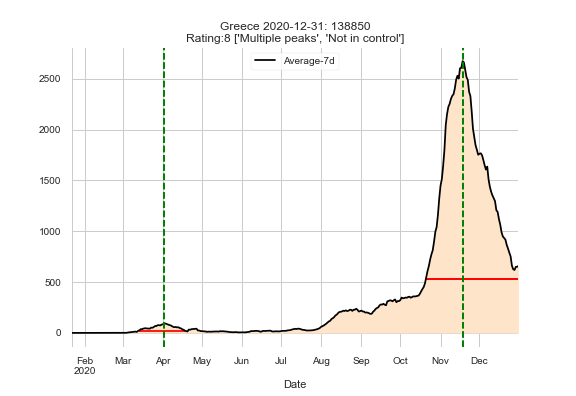 Greece 2020-12-31: 138850
Rating:8 ['Multiple peaks', 'Not in control']
Average-7d
2500
2000
1500
1000
500
0
Feb Mar Apr May Jun Jul Aug Sep Oct Nov Dec
2020
Date